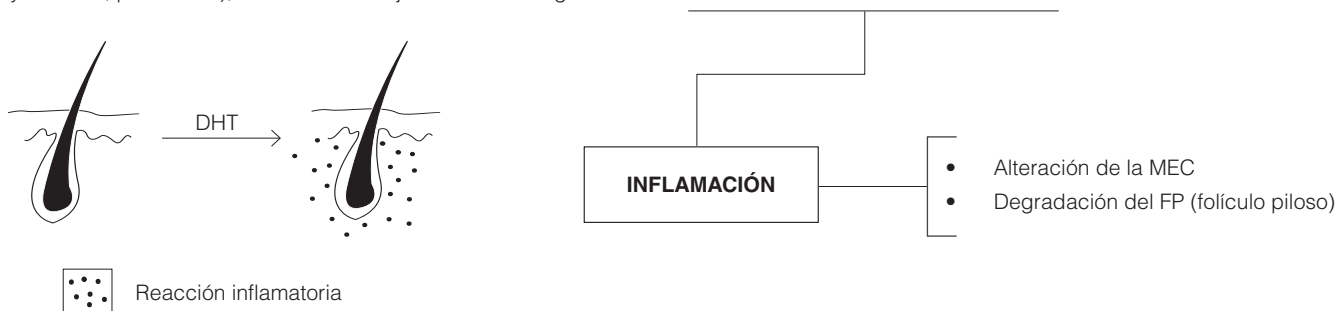 DHT
INFLAMACIÓN
• Alteración de la MEC
• Degradación del FP (folículo piloso)
Reacción inflamatoria